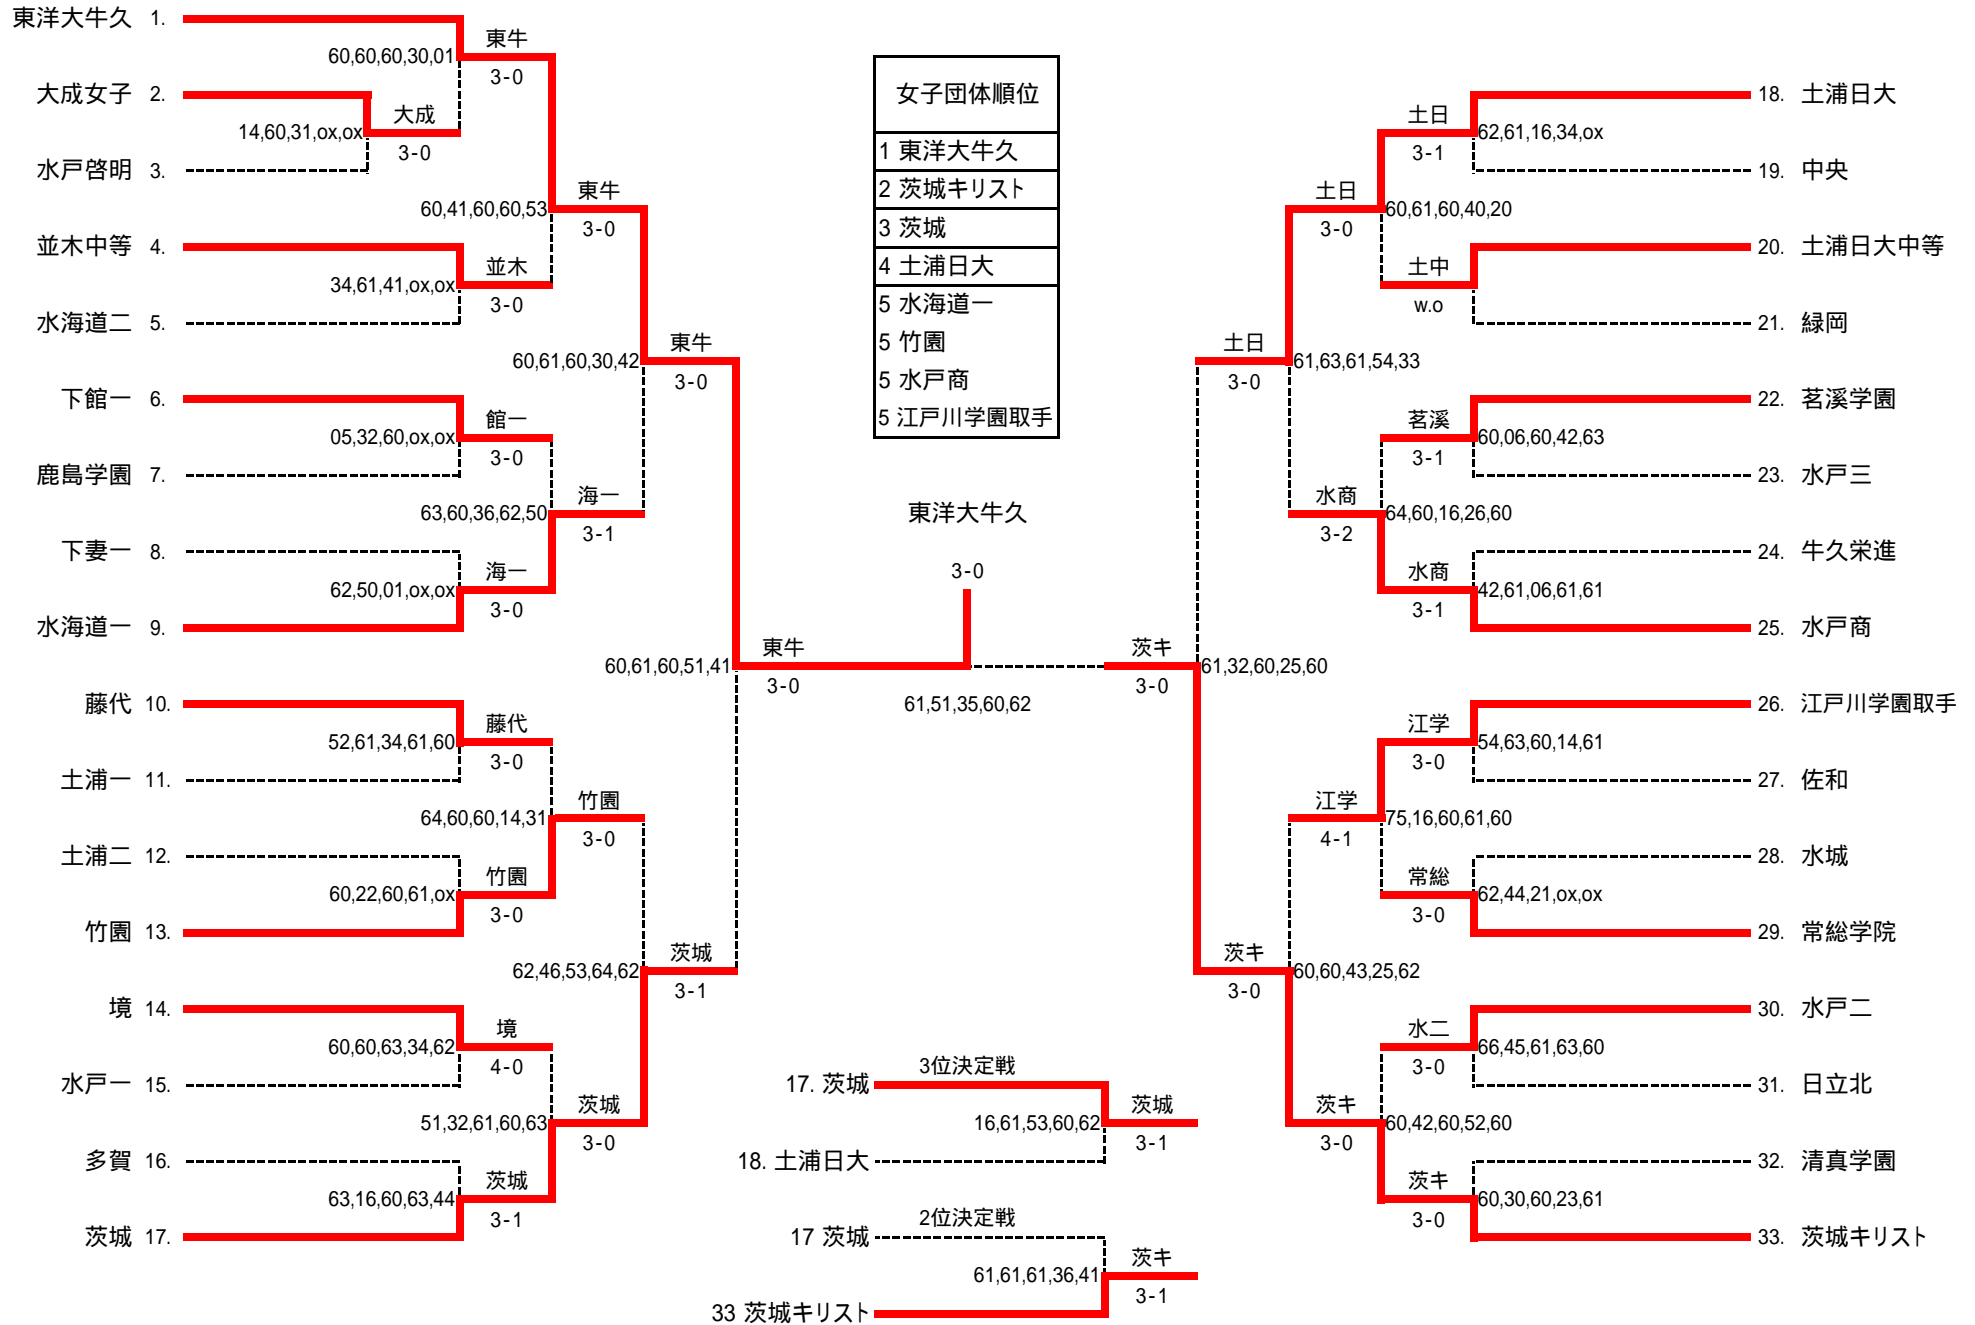 東洋大牛久 1.
60,60,60,30,01
東牛
3-0
大成女子 2.
14,60,31,ox,ox
大成
3-0
水戸啓明 3.
60,41,60,60,53
東牛
3-0
並木中等 4.
34,61,41,ox,ox
並木
3-0
水海道二 5.
60,61,60,30,42
東牛
3-0
下館一 6.
05,32,60,ox,ox
館一
3-0
鹿島学園 7.
63,60,36,62,50
海一
3-1
下妻一 8.
62,50,01,ox,ox
海一
3-0
水海道一 9.
60,61,60,51,41
東牛
3-0
藤代 10.
52,61,34,61,60
藤代
3-0
土浦一 11.
64,60,60,14,31
竹園
3-0
土浦二 12.
60,22,60,61,ox
竹園
3-0
竹園 13.
62,46,53,64,62
茨城
3-1
境 14.
60,60,63,34,62
境
4-0
水戸一 15.
51,32,61,60,63
茨城
3-0
多賀 16.
63,16,60,63,44
茨城
3-1
茨城 17.
女子団体順位
1 東洋大牛久
2 茨城キリスト
3 茨城
4 土浦日大
5 水海道一
5 竹園
5 水戸商
5 江戸川学園取手
東洋大牛久
3-0
61,51,35,60,62
3位決定戦
17. 茨城
16,61,53,60,62
茨城
3-1
18. 土浦日大
2位決定戦
17 茨城
61,61,61,36,41
茨キ
3-1
33 茨城キリスト
18. 土浦日大
土日
3-1
62,61,16,34,ox
19. 中央
土日
3-0
60,61,60,40,20
20. 土浦日大中等
土中
w.o
21. 緑岡
土日
3-0
61,63,61,54,33
22. 茗溪学園
茗溪
3-1
60,06,60,42,63
23. 水戸三
水商
3-2
64,60,16,26,60
24. 牛久栄進
水商
3-1
42,61,06,61,61
25. 水戸商
茨キ
3-0
61,32,60,25,60
26. 江戸川学園取手
江学
3-0
54,63,60,14,61
27. 佐和
江学
4-1
75,16,60,61,60
28. 水城
常総
3-0
62,44,21,ox,ox
29. 常総学院
茨キ
3-0
60,60,43,25,62
30. 水戸二
水二
3-0
66,45,61,63,60
31. 日立北
茨キ
3-0
60,42,60,52,60
32. 清真学園
茨キ
3-0
60,30,60,23,61
33. 茨城キリスト